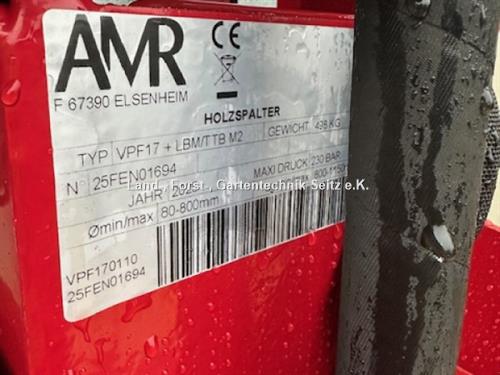 AMR
CE
F 67390 ELSENHEIM
HOLZSPALTER
TYP VPF17 + LBM/TTB M2
GEWICHT 498 KG
N° 25FEN01694
MAXI DRUCK 230 BAR
Land-, Forst-, Gartentechnik Seitz e.K.
JAHR
Ømin/max 80-800mm
VPF170110
25FEN01694